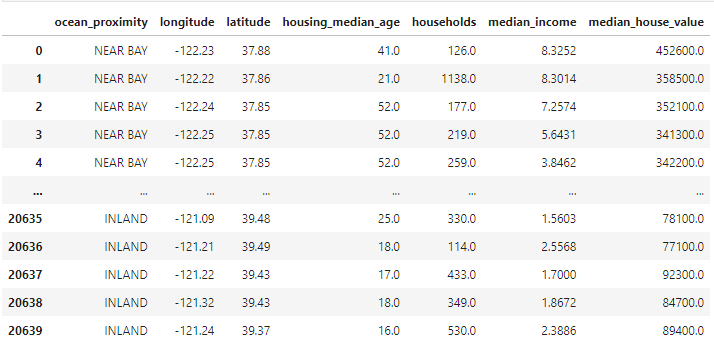 ocean_proximity longitude latitude housing_median_age households median_income median_house_value
0 NEAR BAY -122.23 37.88 41.0 126.0 8.3252 452600.0
1 NEAR BAY -122.22 37.86 21.0 1138.0 8.3014 358500.0
2 NEAR BAY -122.24 37.85 52.0 177.0 7.2574 352100.0
3 NEAR BAY -122.25 37.85 52.0 219.0 5.6431 341300.0
4 NEAR BAY -122.25 37.85 52.0 259.0 3.8462 342200.0
... ... ... ... ... ... ... ...
20635 INLAND -121.09 39.48 25.0 330.0 1.5603 78100.0
20636 INLAND -121.21 39.49 18.0 114.0 2.5568 77100.0
20637 INLAND -121.22 39.43 17.0 433.0 1.7000 92300.0
20638 INLAND -121.32 39.43 18.0 349.0 1.8672 84700.0
20639 INLAND -121.24 39.37 16.0 530.0 2.3886 89400.0